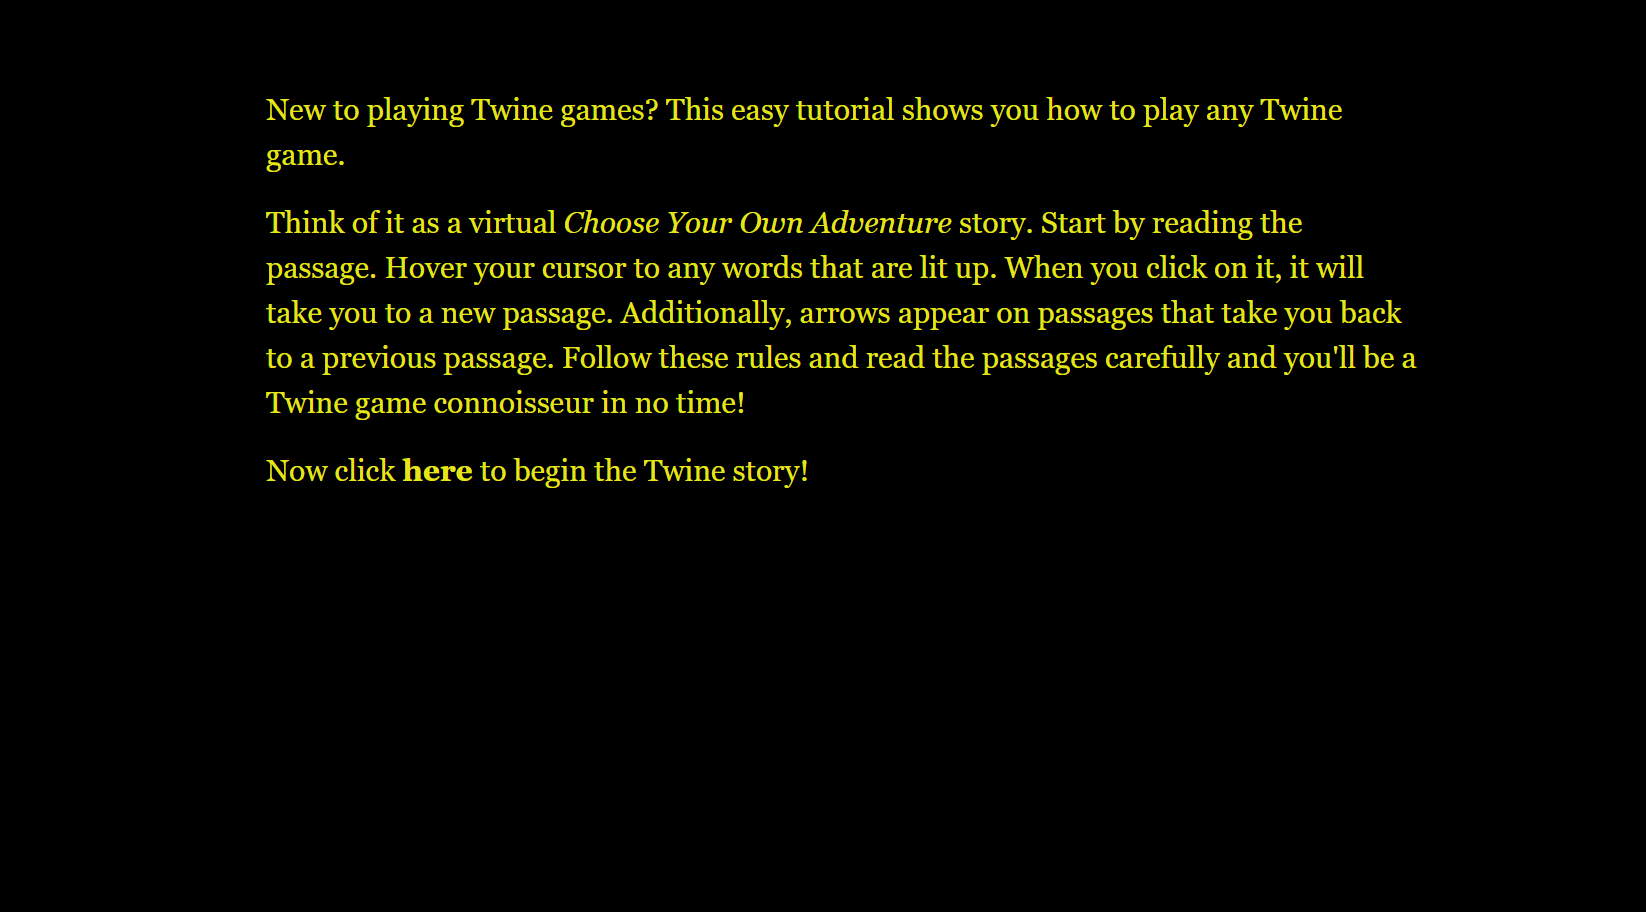 New to playing Twine games? This easy tutorial shows you how to play any Twine
game.
Think of it as a virtual Choose Your Own Adventure story. Start by reading the
passage. Hover your cursor to any words that are lit up. When you click on it, it will
take you to a new passage. Additionally, arrows appear on passages that take you back
to a previous passage. Follow these rules and read the passages carefully and you'll be a
Twine game connoisseur in no time!
Now click here to begin the Twine story!